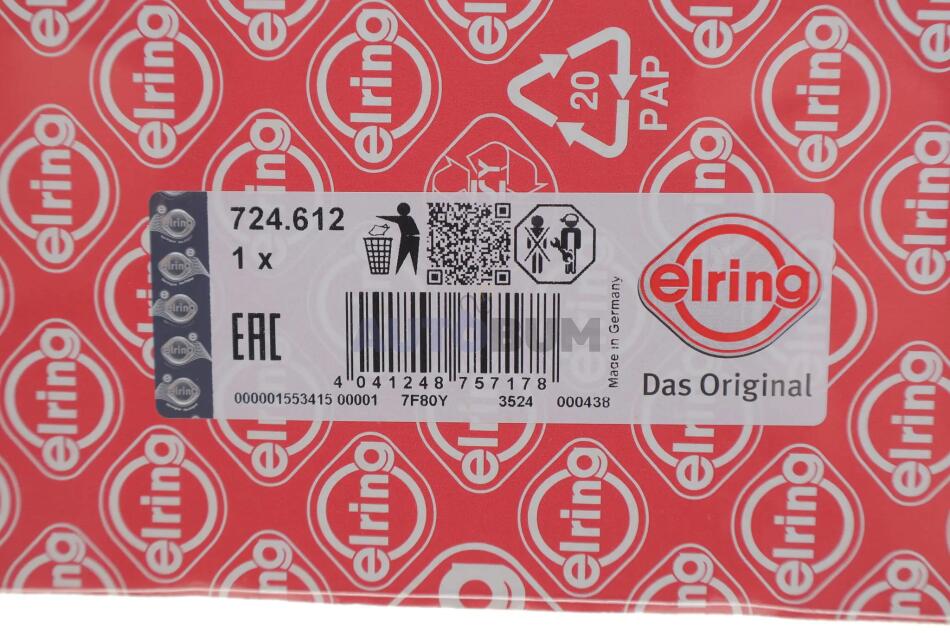 20
PAP
724.612
1 x
EAC
elring
Das Original
Made in Germany
AUTOBUM
4 041248 757178
000001553415 00001 7F80Y 3524 000438
elring